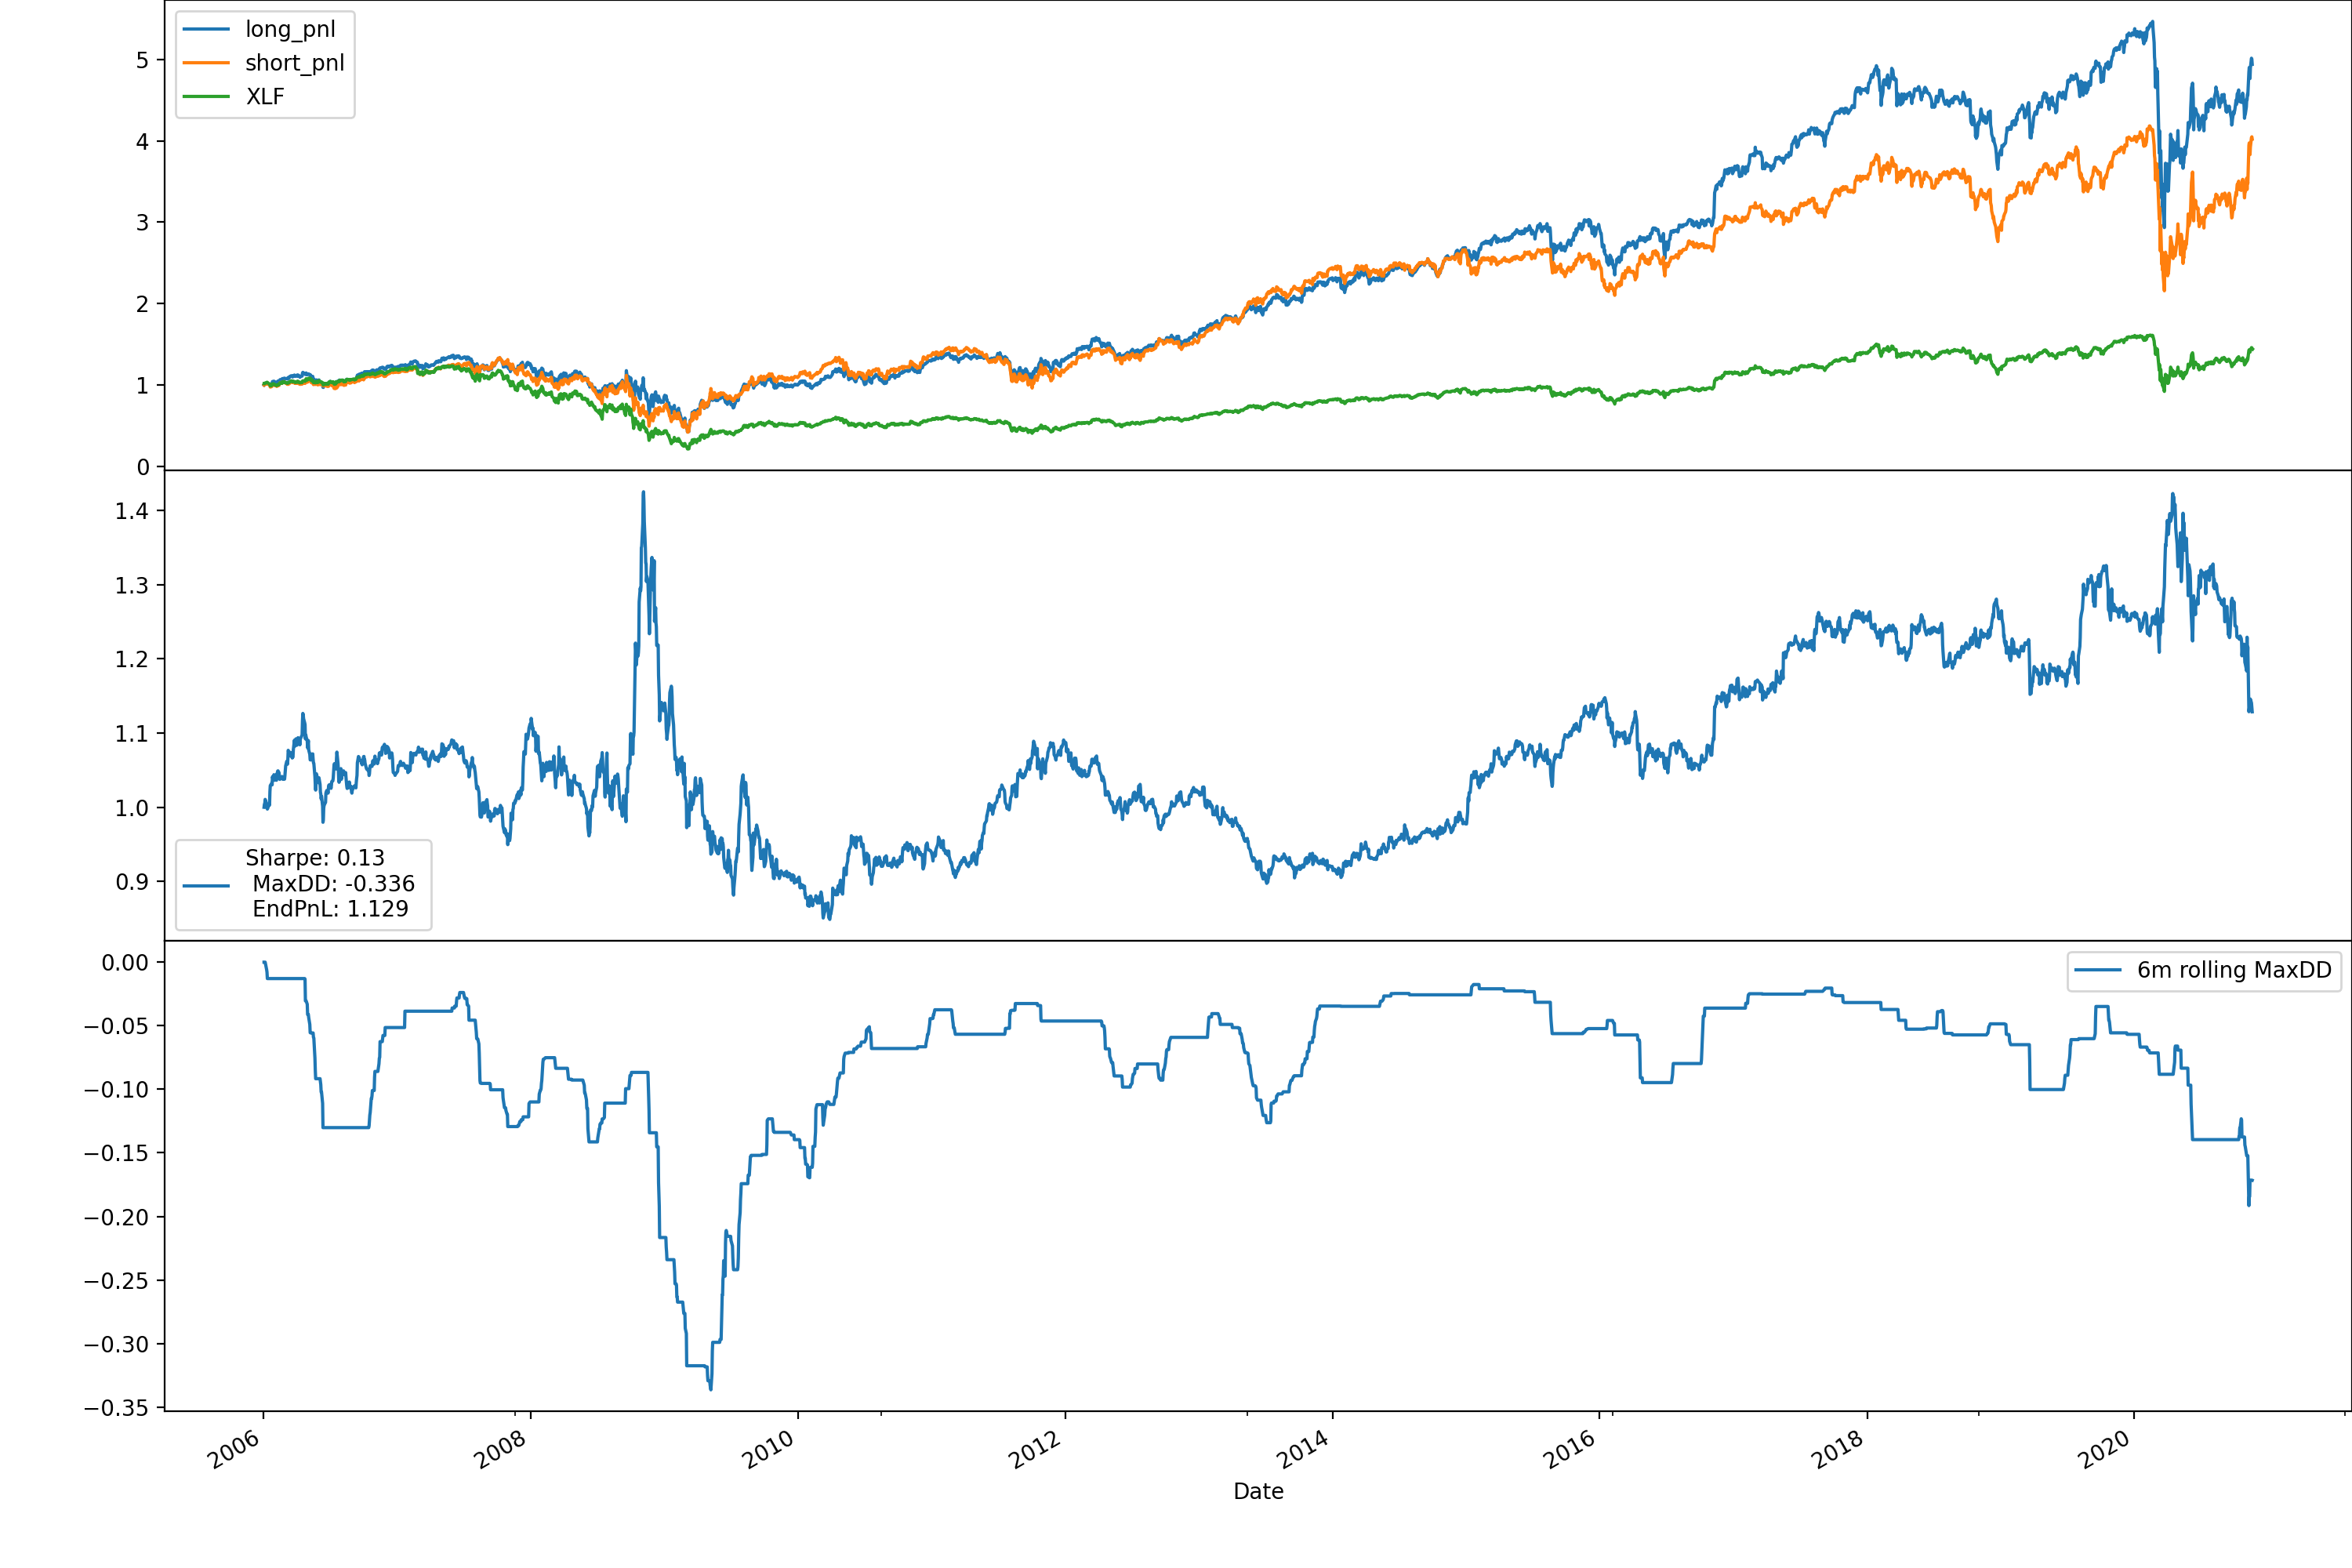 long_pnl
short_pnl
XLF
5
4
3
2
1
0
1.4
1.3
1.2
1.1
1.0
0.9
Sharpe: 0.13
MaxDD: -0.336
EndPnL: 1.129
6m rolling MaxDD
0.00
−0.05
−0.10
−0.15
−0.20
−0.25
−0.30
−0.35
2006 2008 2010 2012 2014 2016 2018 2020
Date